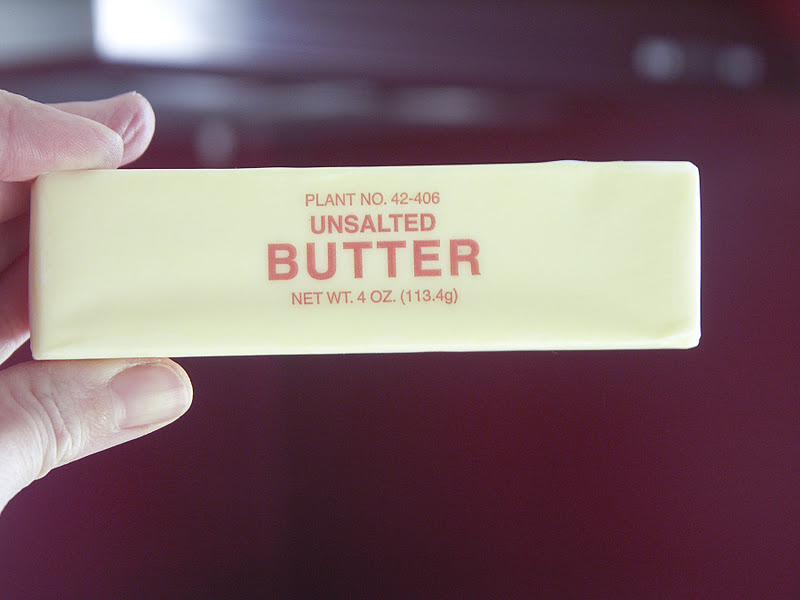 PLANT NO. 42-406
UNSALTED
BUTTER
NET WT. 4 OZ. (113.4g)